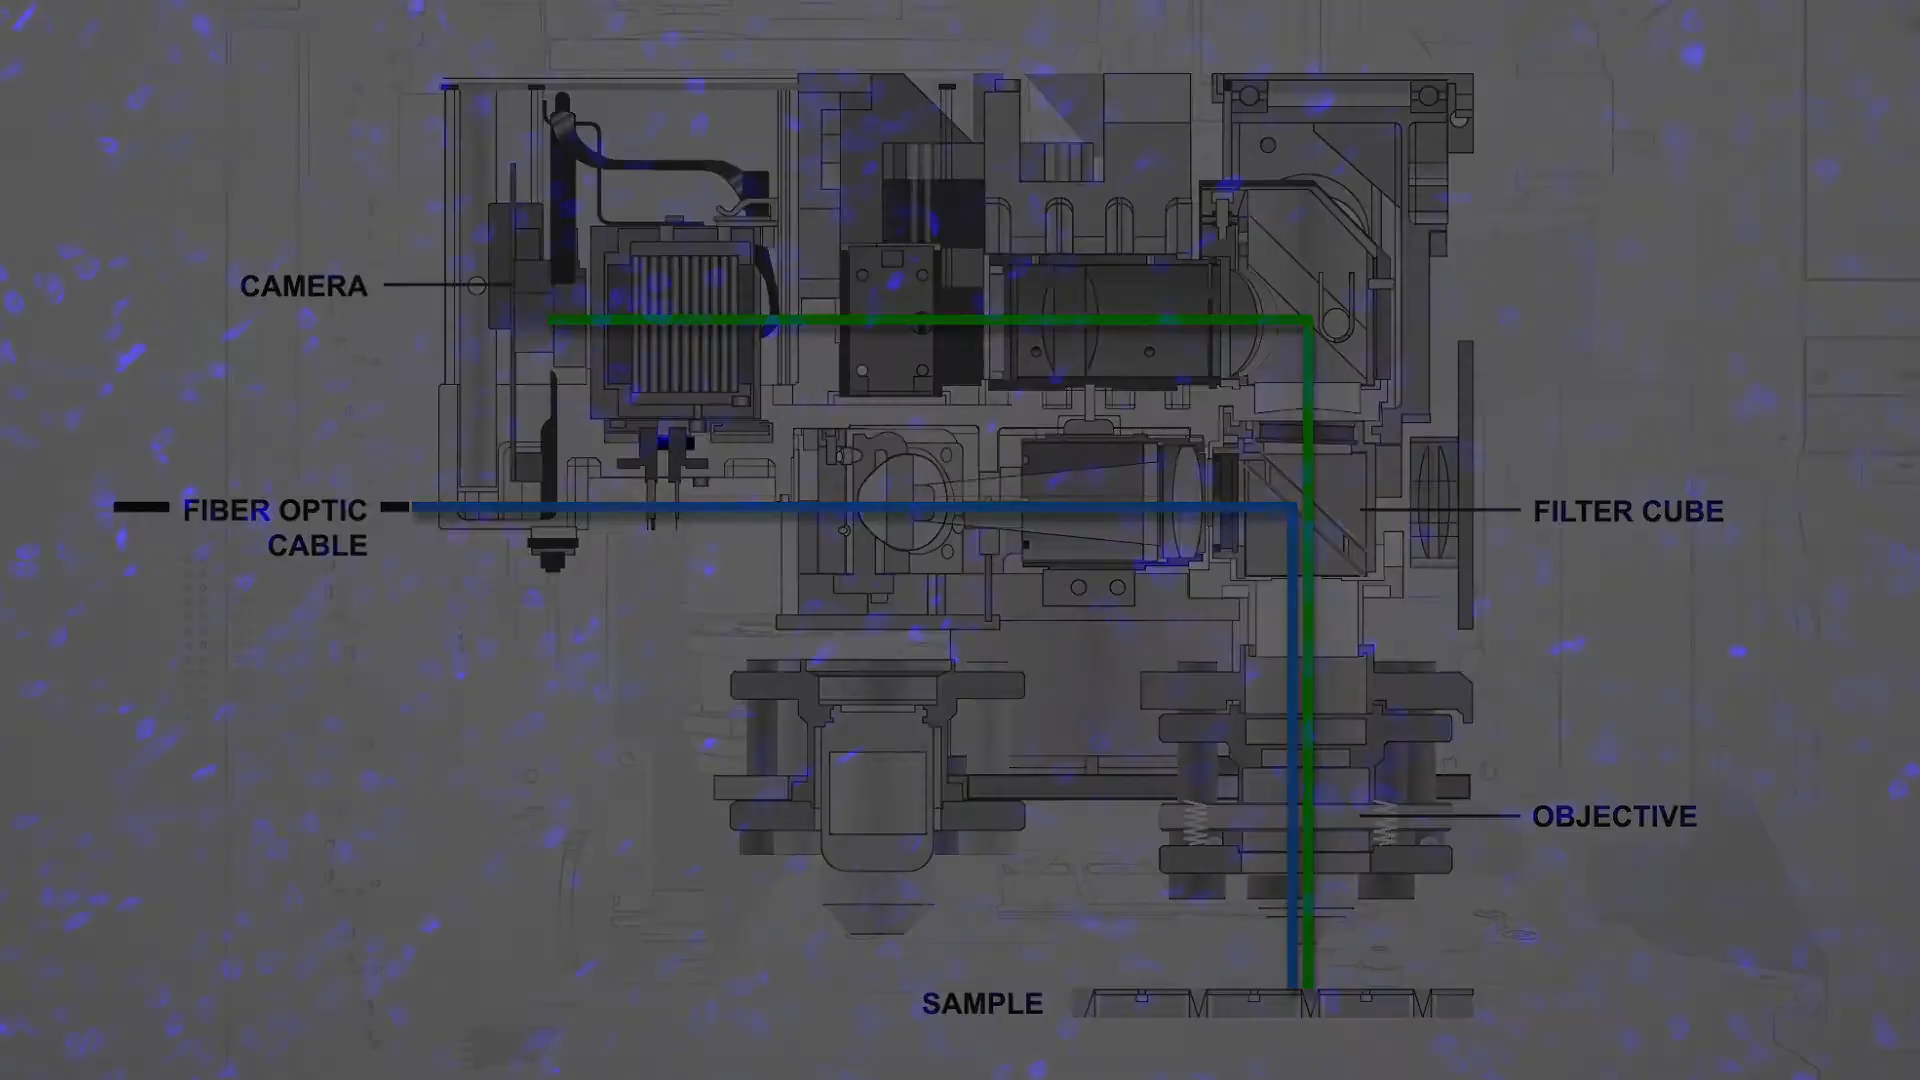 CAMERA
FIBER OPTIC
CABLE
FILTER CUBE
OBJECTIVE
SAMPLE